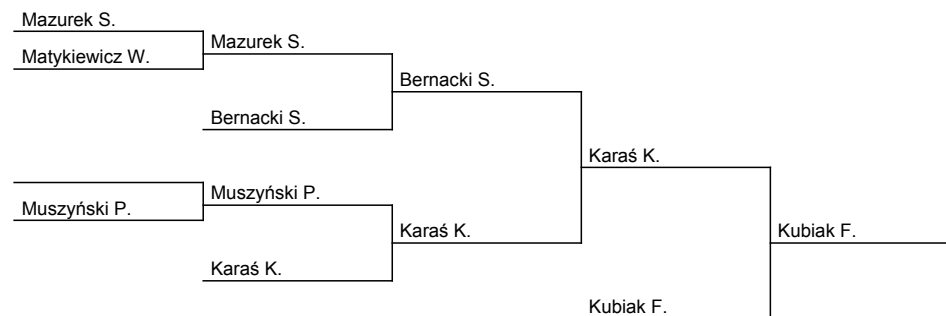 Mazurek S.
Matykiewicz W.
Mazurek S.
Bernacki S.
Bernacki S.
Karaś K.
Muszyński P.
Muszyński P.
Karaś K.
Karaś K.
Kubiak F.
Kubiak F.